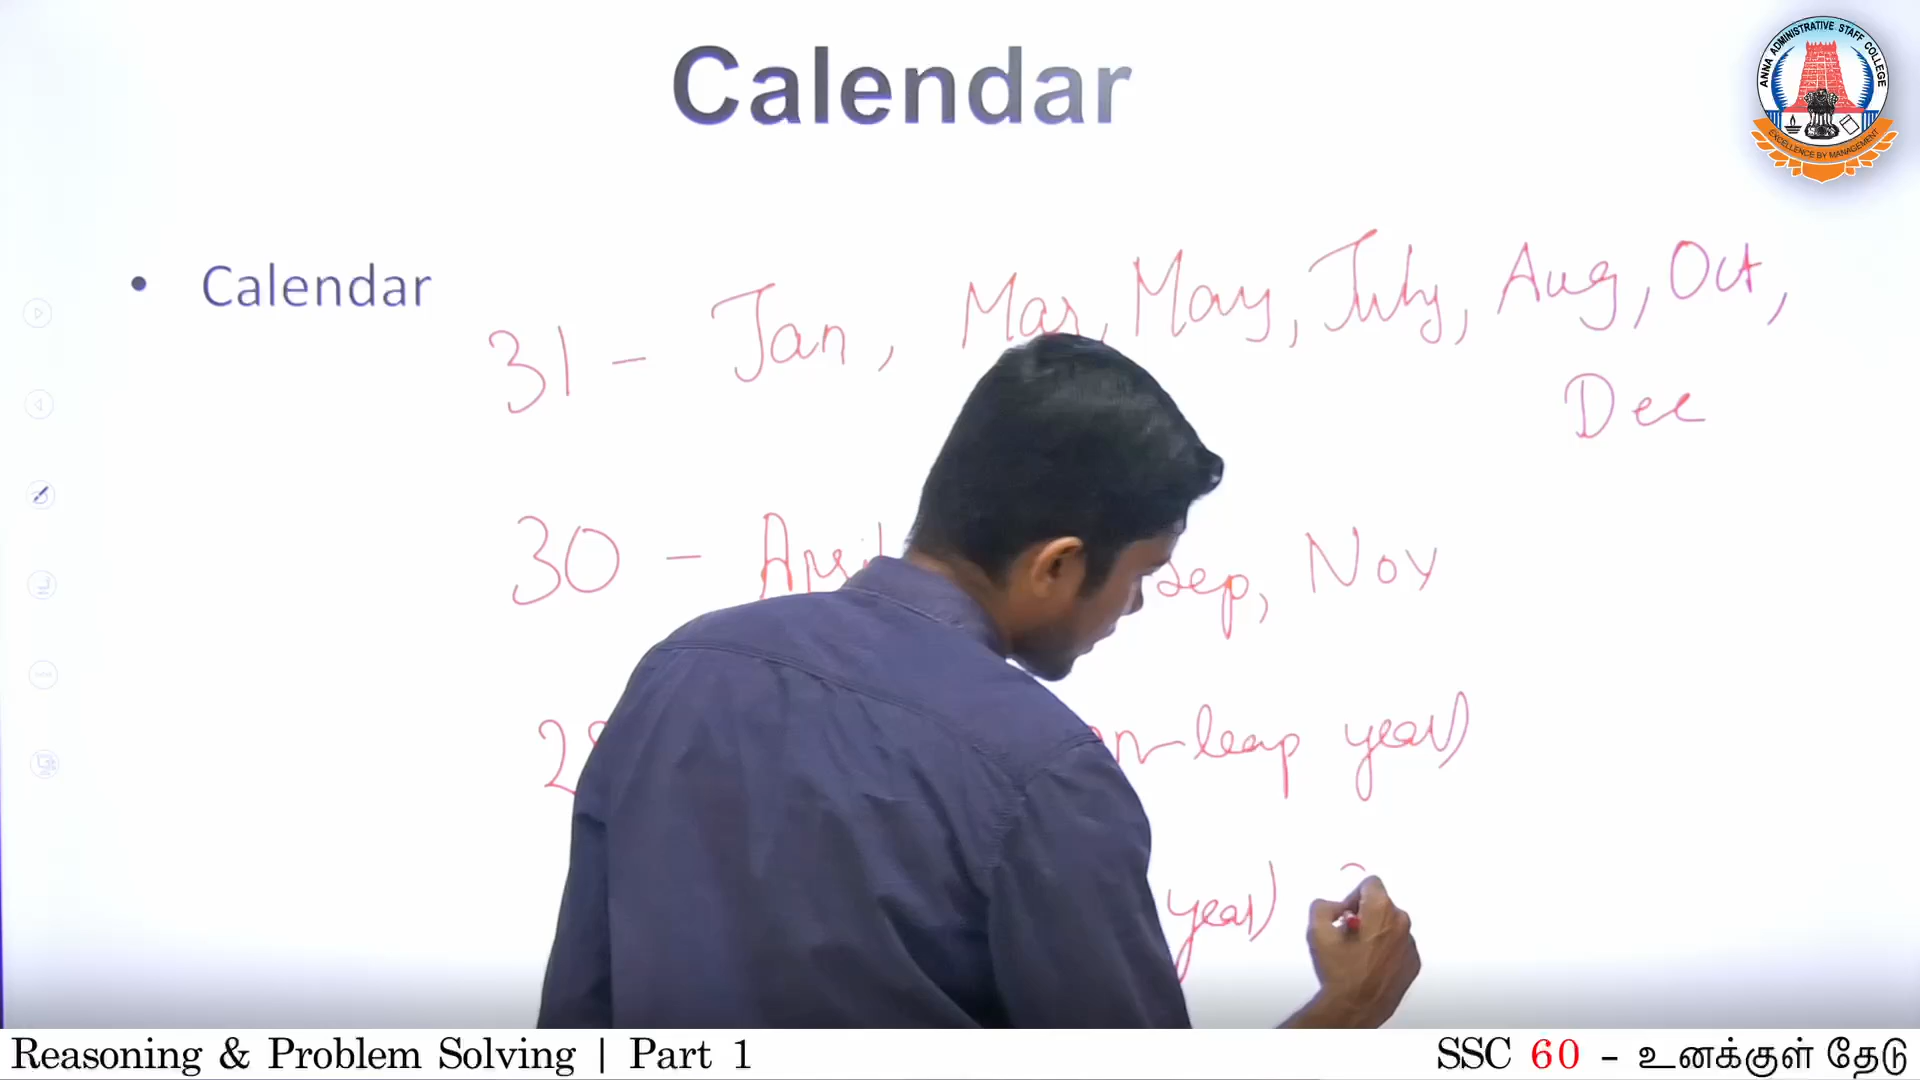 Calendar
ANNA ADMINISTRATIVE STAFF COLLEGE
EXCELLENCE BY MANAGEMENT
• Calendar
31 - Jan, Mar, May, July, Aug, Oct,
Dec
30 - April Sep, Nov
leap year)
year)
Reasoning & Problem Solving | Part 1
SSC 60 - உனக்குள் தேடு